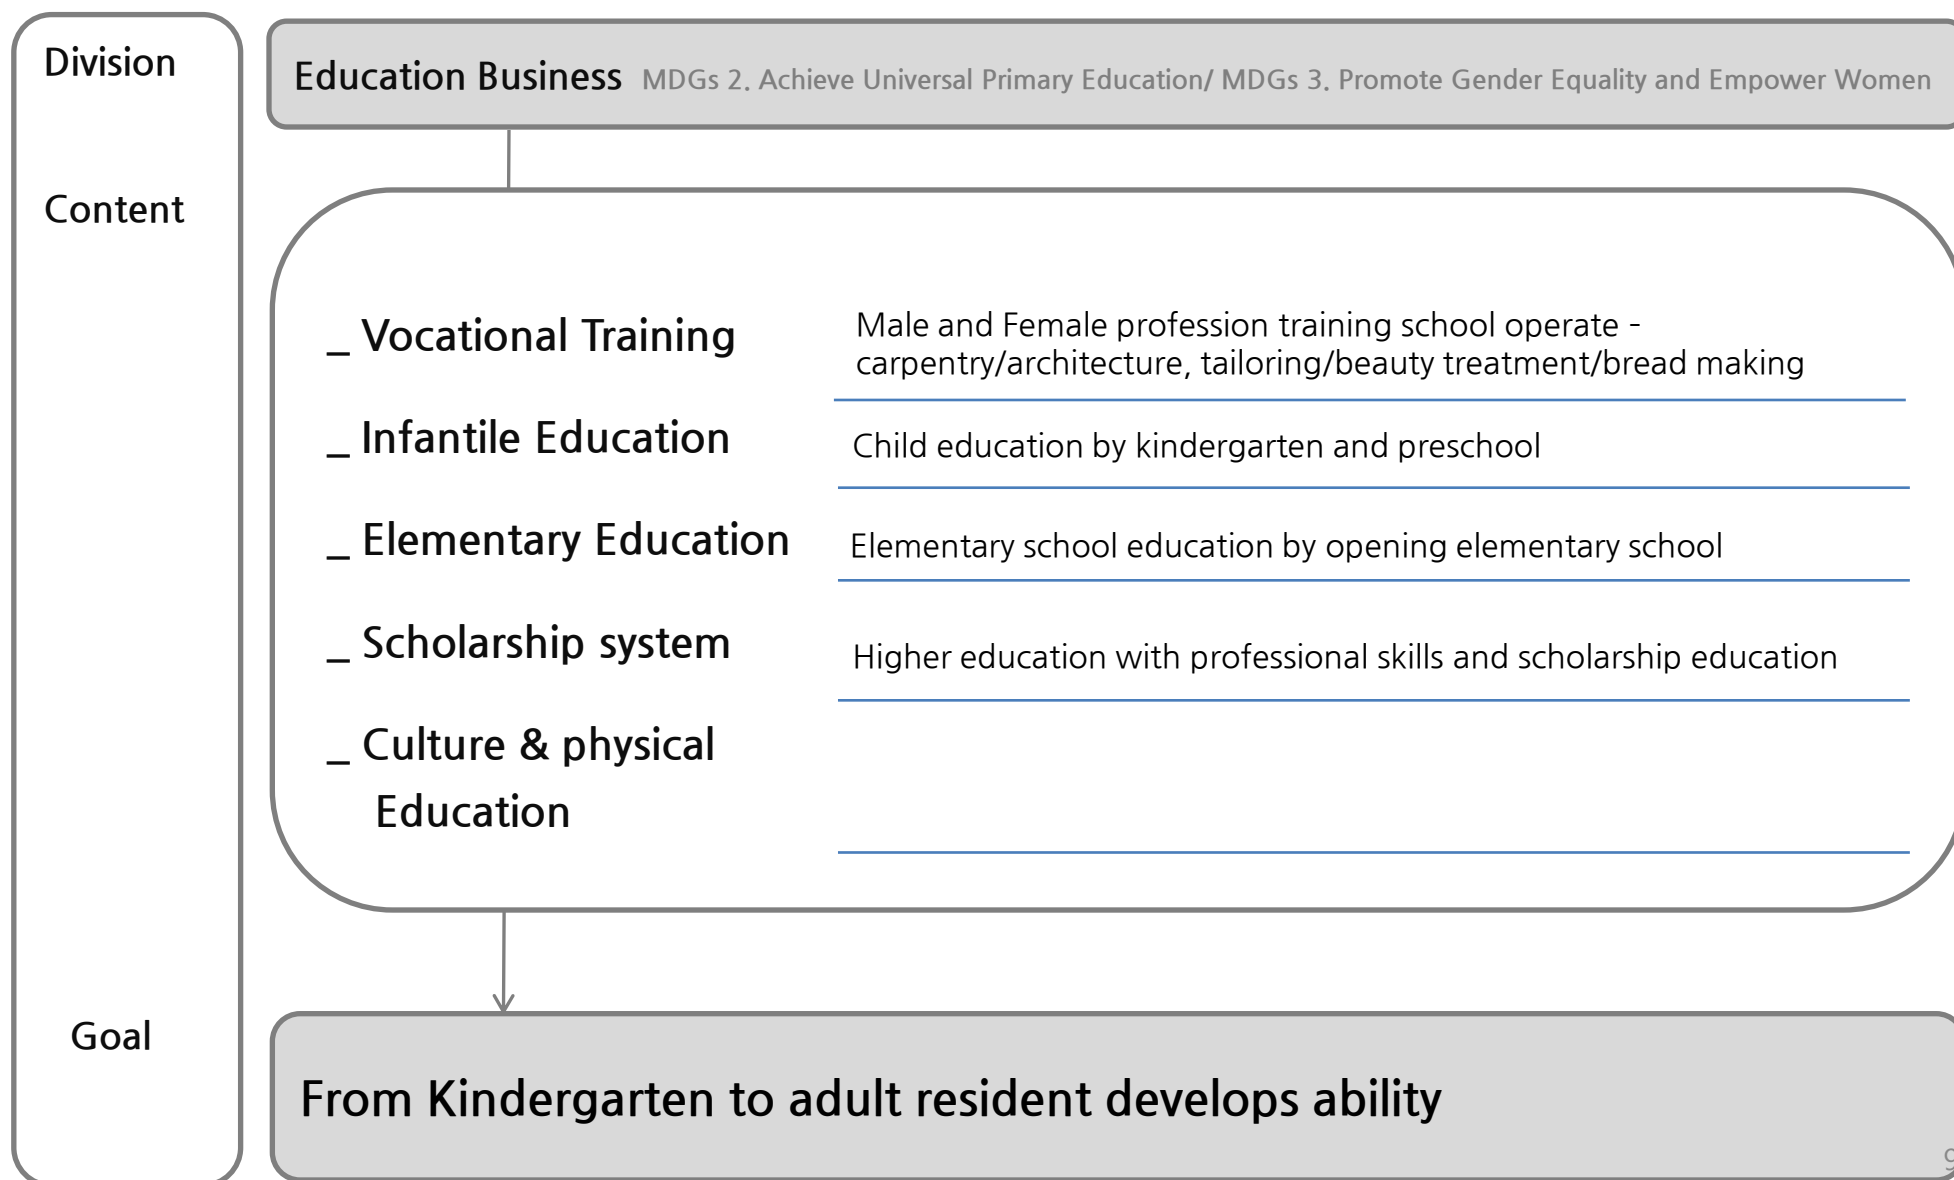 Division
Education Business MDGs 2. Achieve Universal Primary Education/ MDGs 3. Promote Gender Equality and Empower Women
Content
_ Vocational Training
Male and Female profession training school operate -
carpentry/architecture, tailoring/beauty treatment/bread making
_ Infantile Education
Child education by kindergarten and preschool
_ Elementary Education
Elementary school education by opening elementary school
_ Scholarship system
Higher education with professional skills and scholarship education
_ Culture & physical
Education
Goal
From Kindergarten to adult resident develops ability
9